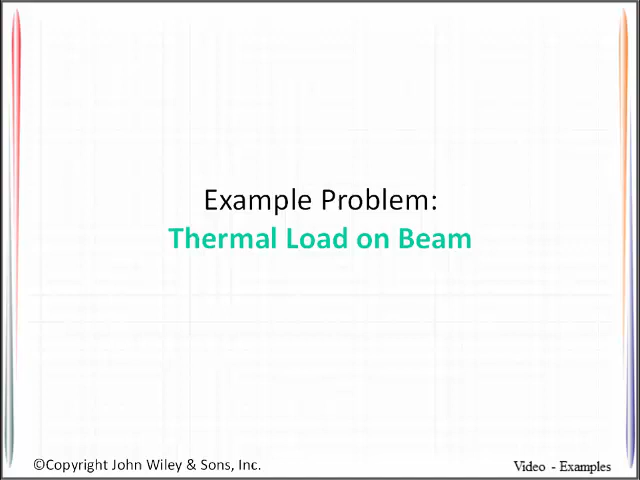 Example Problem:
Thermal Load on Beam
©Copyright John Wiley & Sons, Inc.
Video - Examples